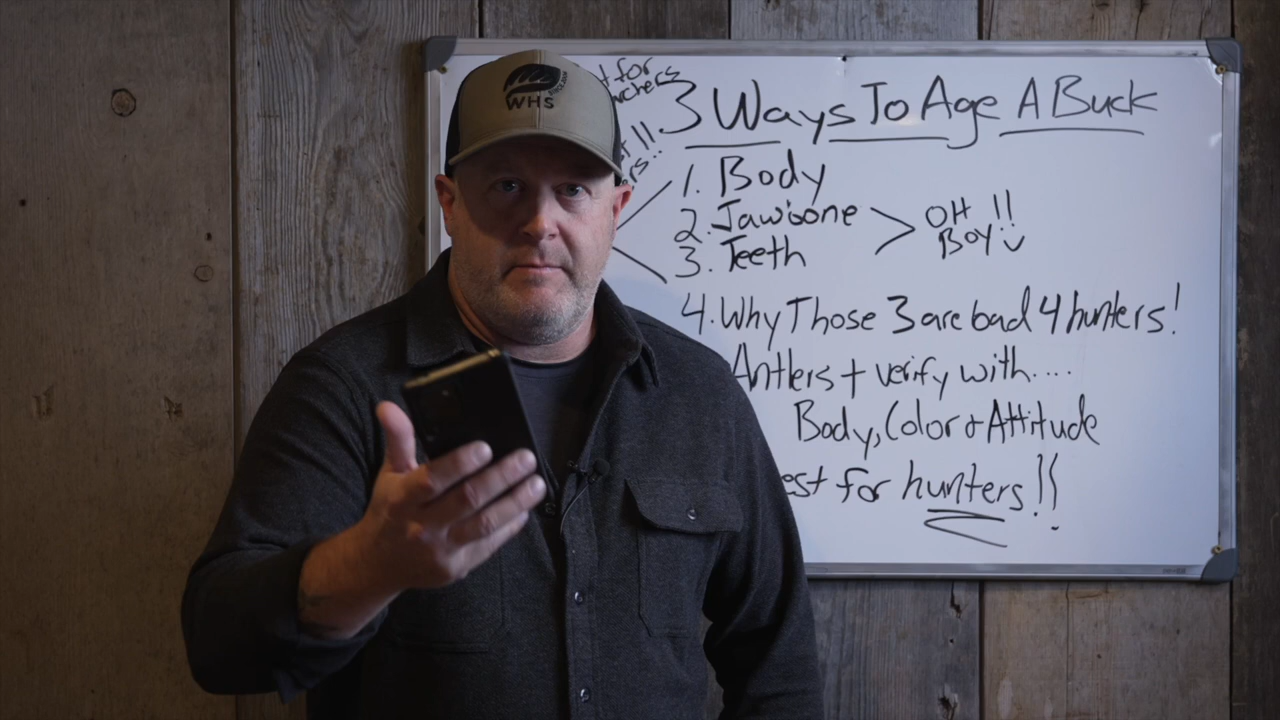 WHS
for
3 Ways To Age A Buck
1. Body
2. Jawbone
3. Teeth
OH !!
BOY
4. Why Those 3 are bad 4 hunters!
Antlers + verify with....
Body, Color + Attitude
for hunters!!